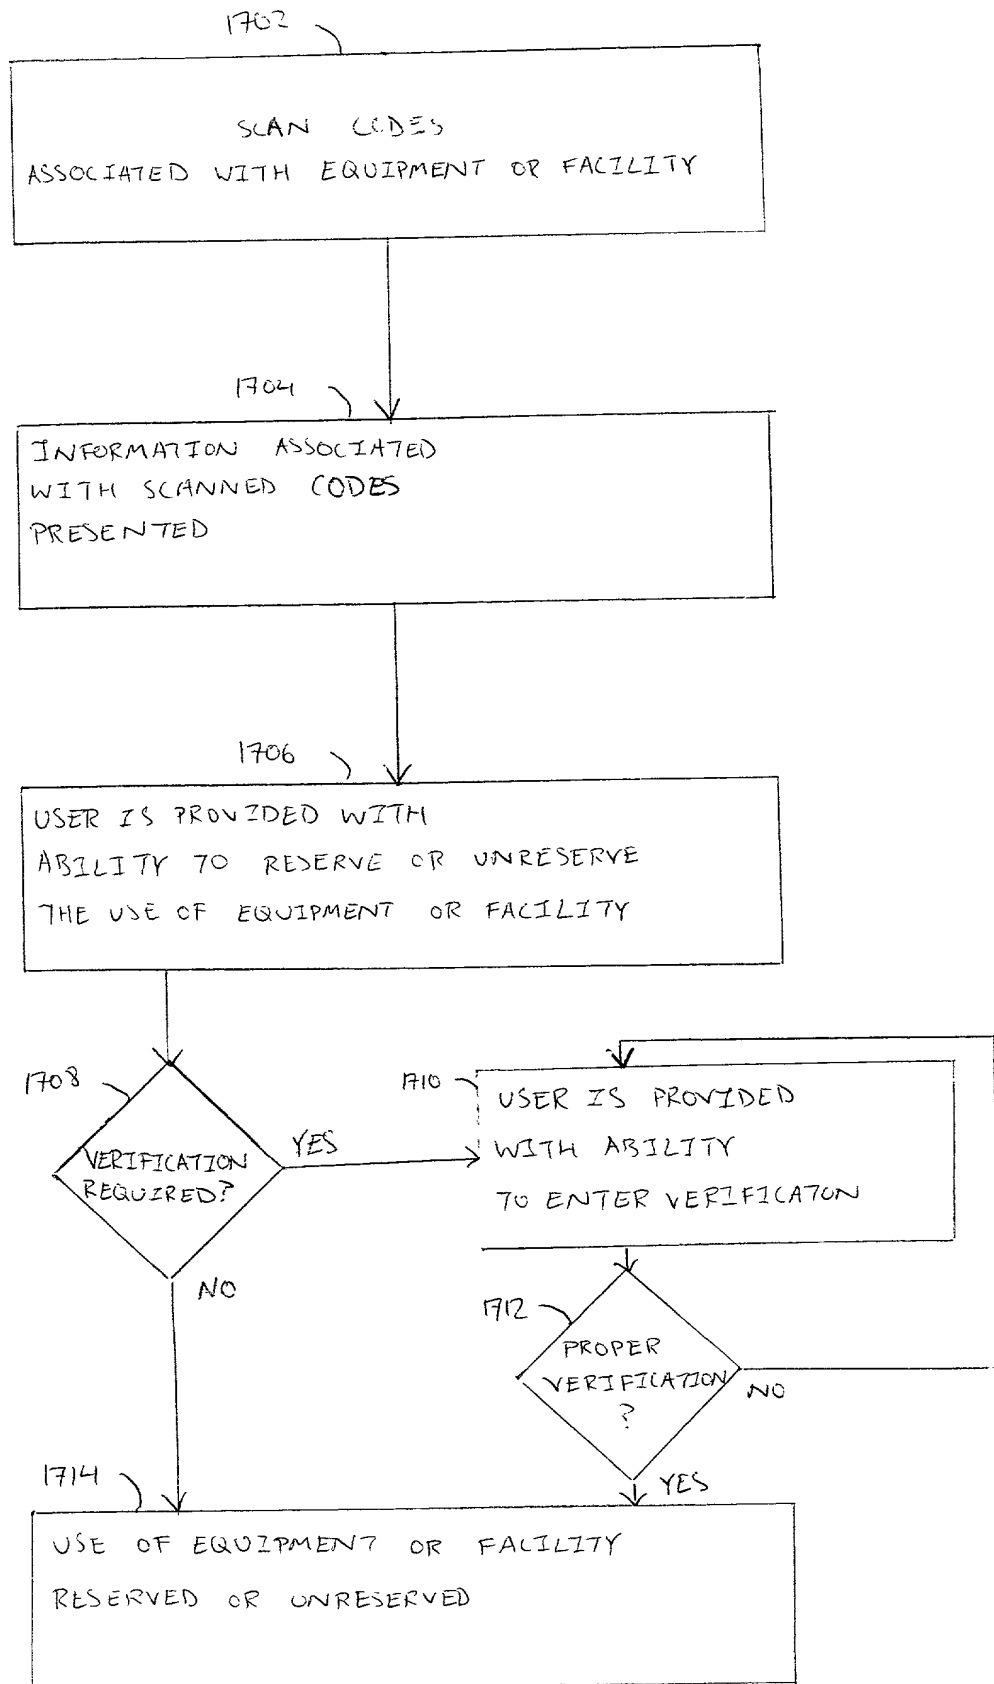 1702
SCAN CODES
ASSOCIATED WITH EQUIPMENT OR FACILITY
1704
INFORMATION ASSOCIATED
WITH SCANNED CODES
PRESENTED
1706
USER IS PROVIDED WITH
ABILITY TO RESERVE OR UNRESERVE
THE USE OF EQUIPMENT OR FACILITY
1708
VERIFICATION
REQUIRED?
YES
NO
1710
USER IS PROVIDED
WITH ABILITY
TO ENTER VERIFICATON
1712
PROPER
VERIFICATION
?
NO
YES
1714
USE OF EQUIPMENT OR FACILITY
RESERVED OR UNRESERVED